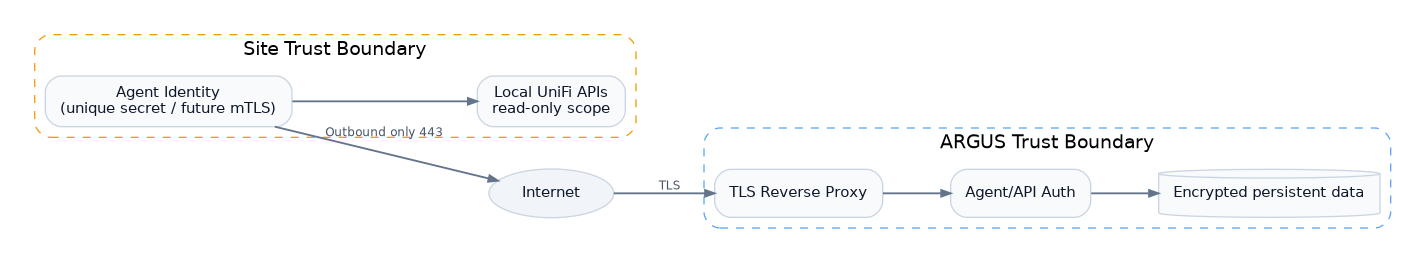 Site Trust Boundary
Agent Identity
(unique secret / future mTLS)
Local UniFi APIs
read-only scope
Outbound only 443
Internet
TLS
ARGUS Trust Boundary
TLS Reverse Proxy
Agent/API Auth
Encrypted persistent data